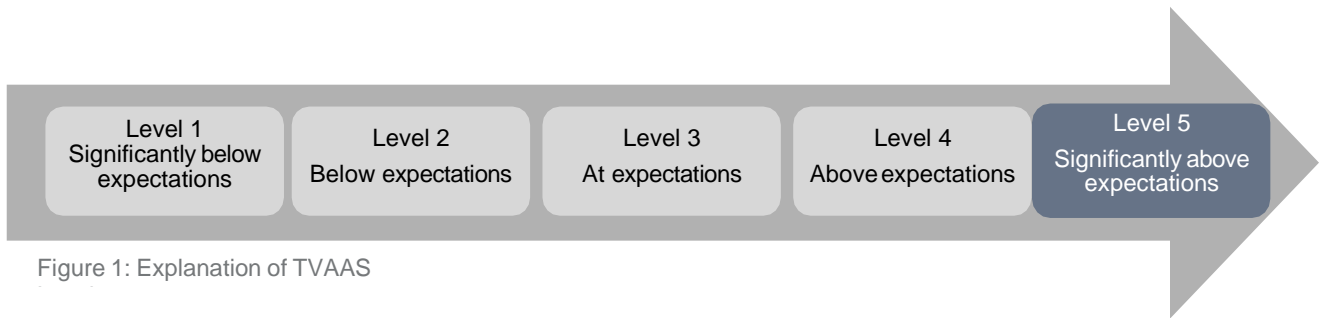 Level 1
Significantly below
expectations
Level 2
Below expectations
Level 3
At expectations
Level 4
Above expectations
Level 5
Significantly above
expectations
Figure 1: Explanation of TVAAS